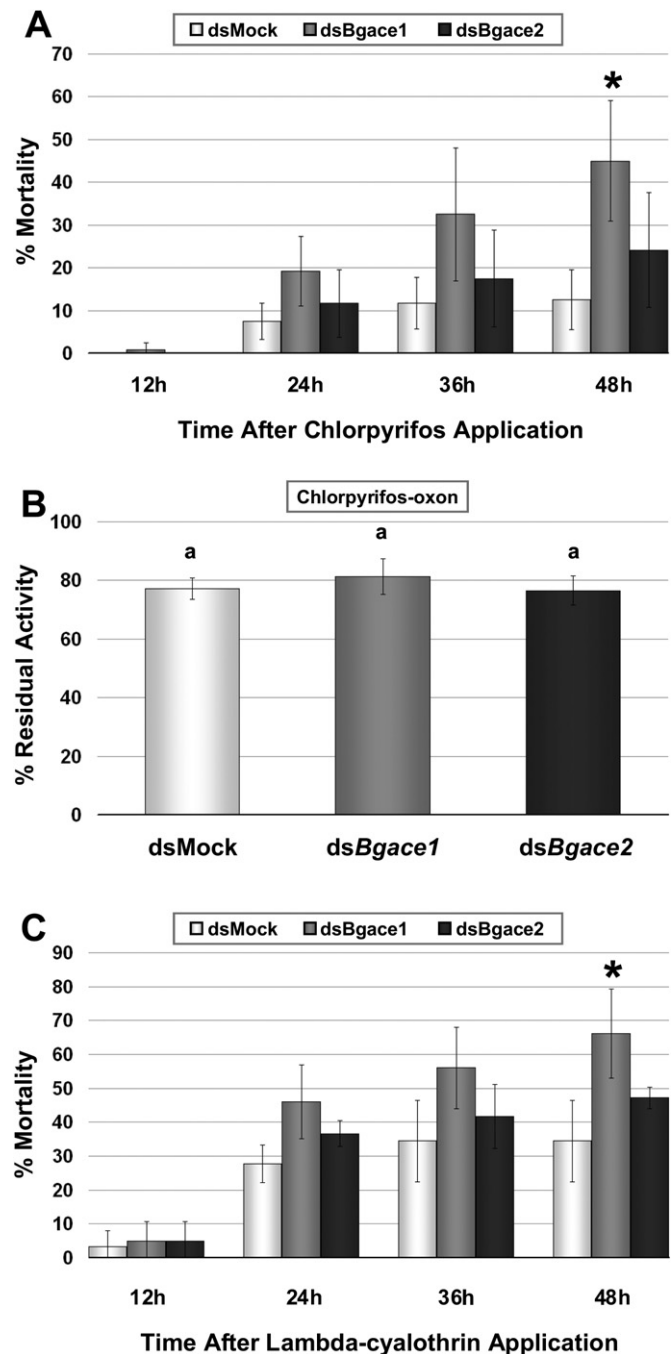 A
dsMock dsBgace1 dsBgace2
70
60
50
40
30
20
10
0
% Mortality
*
12h 24h 36h 48h
Time After Chlorpyrifos Application
B
Chlorpyrifos-oxon
100
80
60
40
20
0
% Residual Activity
a a a
dsMock dsBgace1 dsBgace2
C
dsMock dsBgace1 dsBgace2
90
80
70
60
50
40
30
20
10
0
% Mortality
*
12h 24h 36h 48h
Time After Lambda-cyalothrin Application